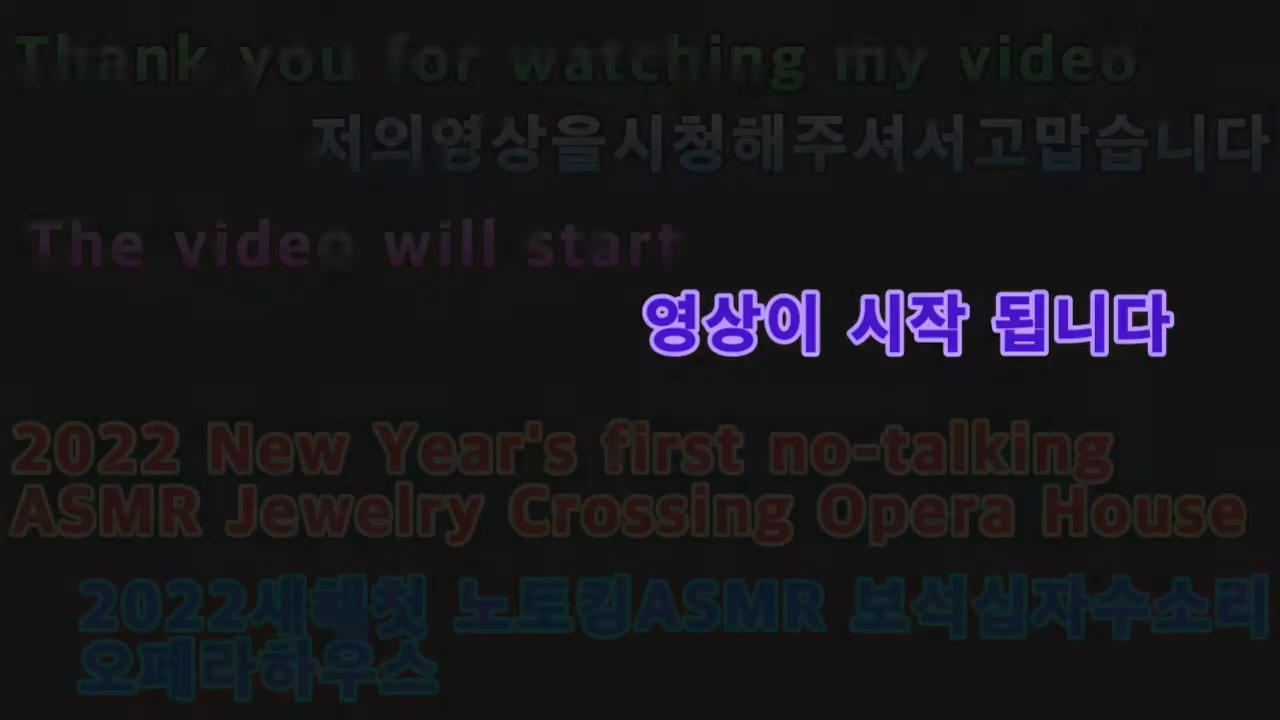 Thank you for watching my video
저의영상을시청해주셔서고맙습니다
The video will start
영상이 시작 됩니다
2022 New Year's first no-talking
ASMR Jewelry Crossing Opera House
2022새해첫 노토킹ASMR 보석십자수소리
오페라하우스